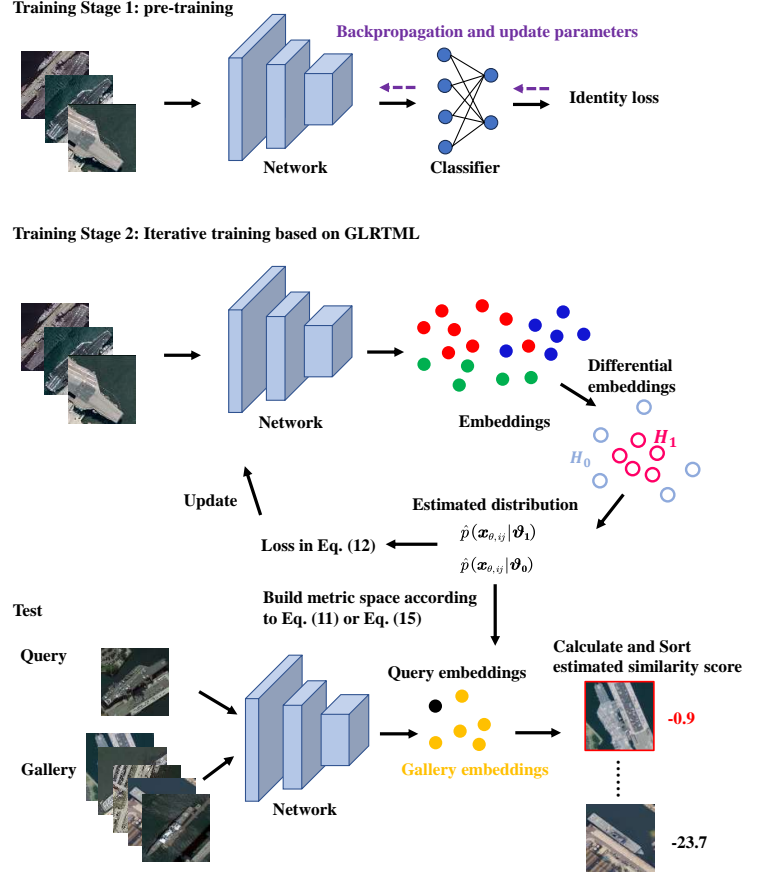 Training Stage 1: pre-training
Backpropagation and update parameters
Identity loss
Network
Classifier
Training Stage 2: Iterative training based on GLRTML
Differential
embeddings
Network
Embeddings
H₁
H₀
Update
Estimated distribution
p̂(x_{θ,ij}|ϑ₁)
Loss in Eq. (12)
p̂(x_{θ,ij}|ϑ₀)
Build metric space according
to Eq. (11) or Eq. (15)
Test
Query
Query embeddings
Calculate and Sort
estimated similarity score
-0.9
Gallery
Gallery embeddings
Network
-23.7